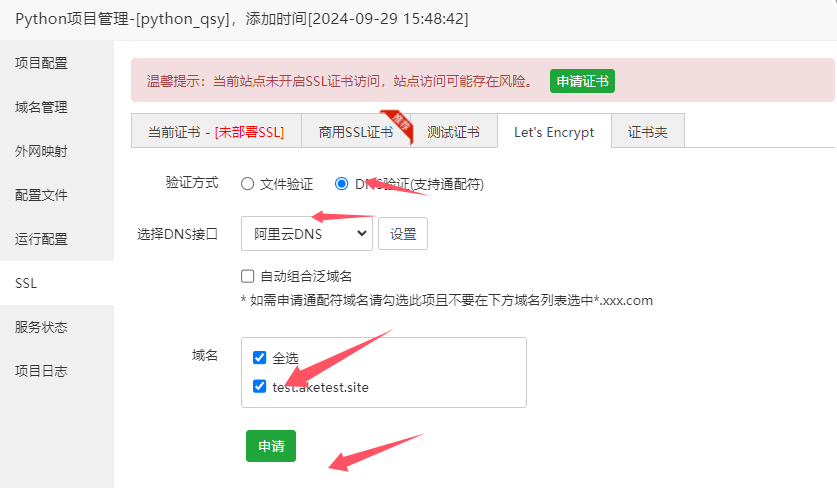 Python项目管理-[python_qsy]，添加时间[2024-09-29 15:48:42]
项目配置
域名管理
外网映射
配置文件
运行配置
SSL
服务状态
项目日志
温馨提示：当前站点未开启SSL证书访问，站点访问可能存在风险。 申请证书
当前证书 - [未部署SSL] 商用SSL证书 推荐 测试证书 Let's Encrypt 证书夹
验证方式 文件验证 DNS验证(支持通配符)
选择DNS接口 阿里云DNS 设置
自动组合泛域名
* 如需申请通配符域名请勾选此项且不要在下方域名列表选中*.xxx.com
域名 全选
test.aketest.site
申请